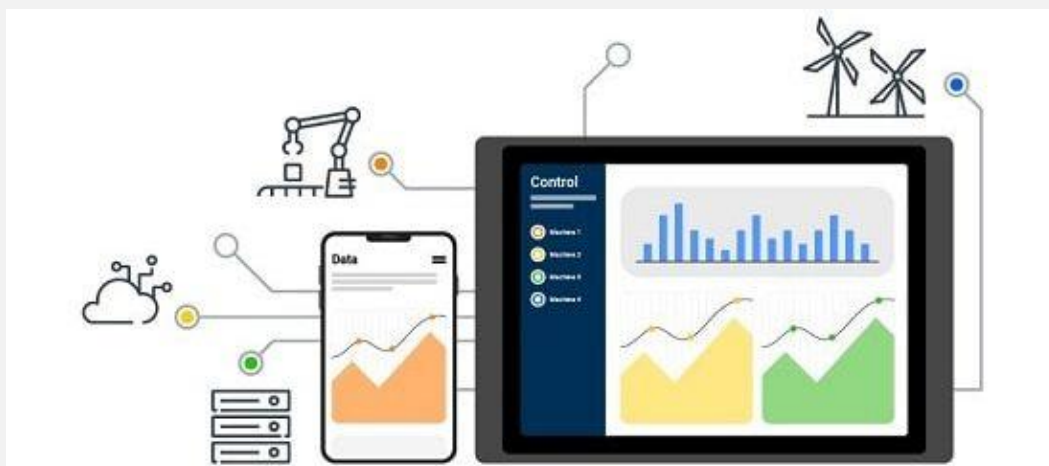 Data
Control
Machine 1
Machine 2
Machine 3
Machine 4